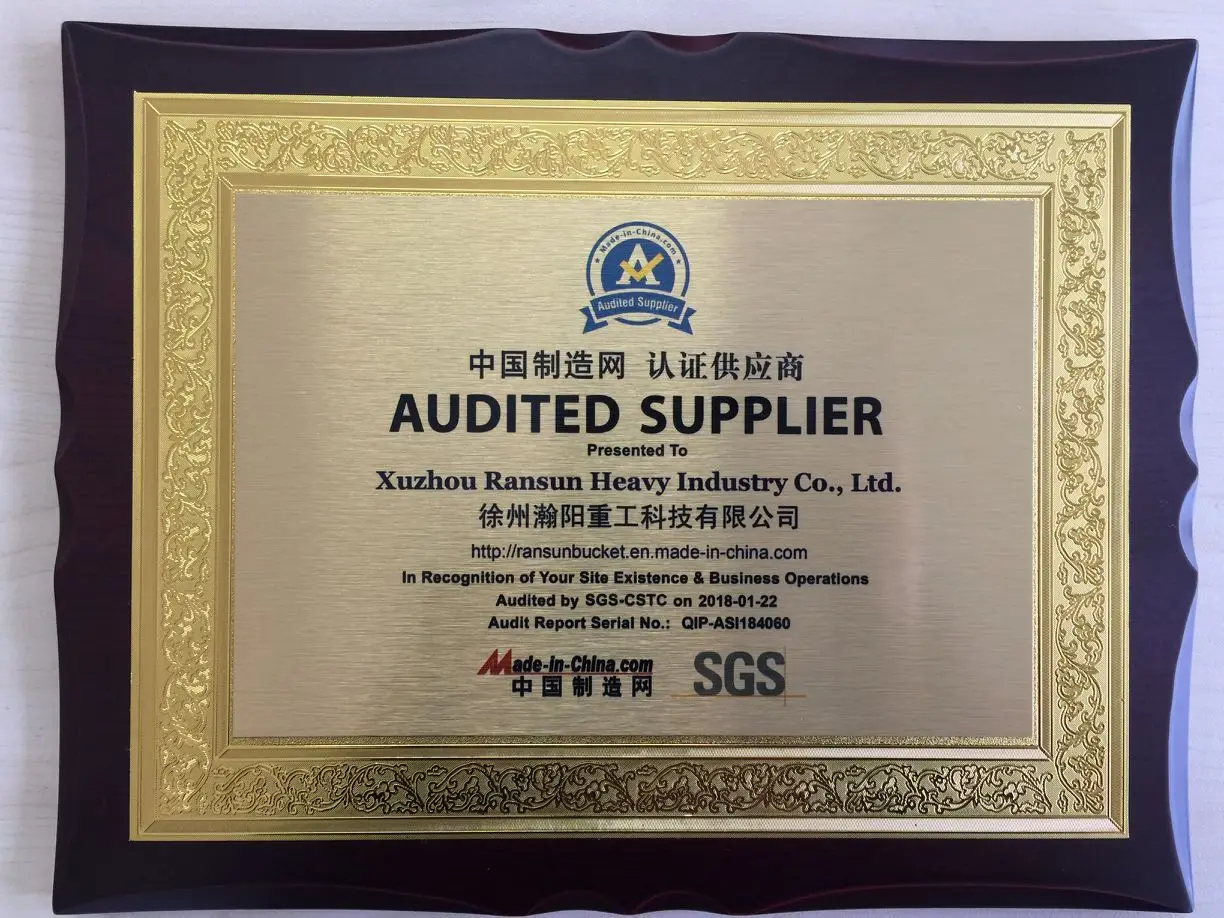 Made-in-China.com
A
Audited Supplier
中国制造网 认证供应商
AUDITED SUPPLIER
Presented To
Xuzhou Ransun Heavy Industry Co., Ltd.
徐州瀚阳重工科技有限公司
http://ransunbucket.en.made-in-china.com
In Recognition of Your Site Existence & Business Operations
Audited by SGS-CSTC on 2018-01-22
Audit Report Serial No.: QIP-ASI184060
Made-in-China.com
中国制造网
SGS